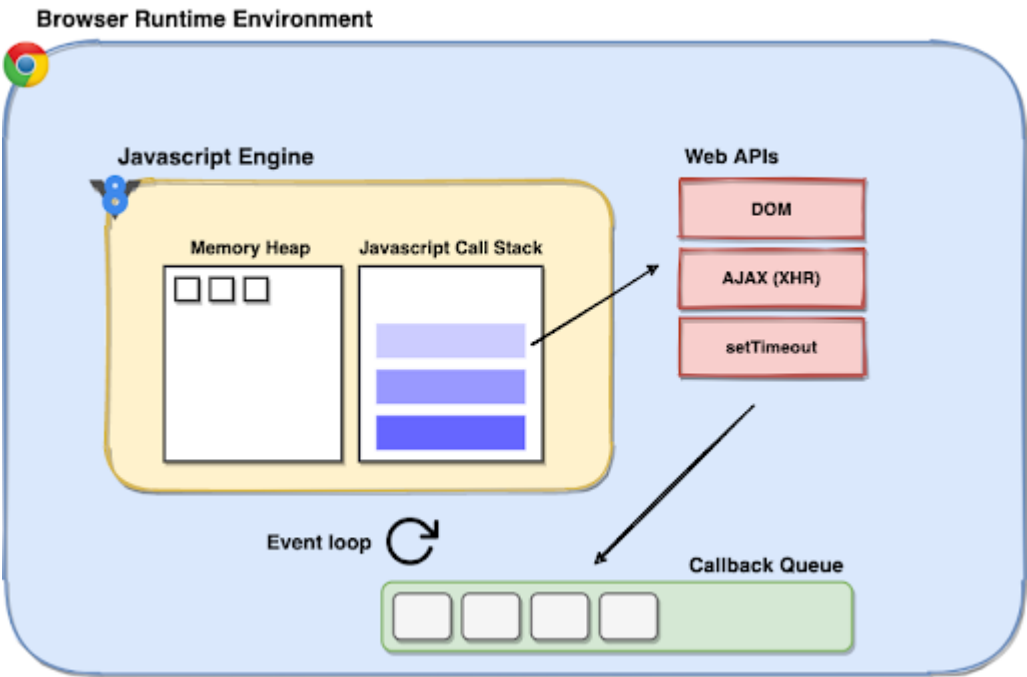 Browser Runtime Environment
Javascript Engine
Web APIs
8
DOM
Memory Heap
Javascript Call Stack
AJAX (XHR)
setTimeout
Event loop
Callback Queue